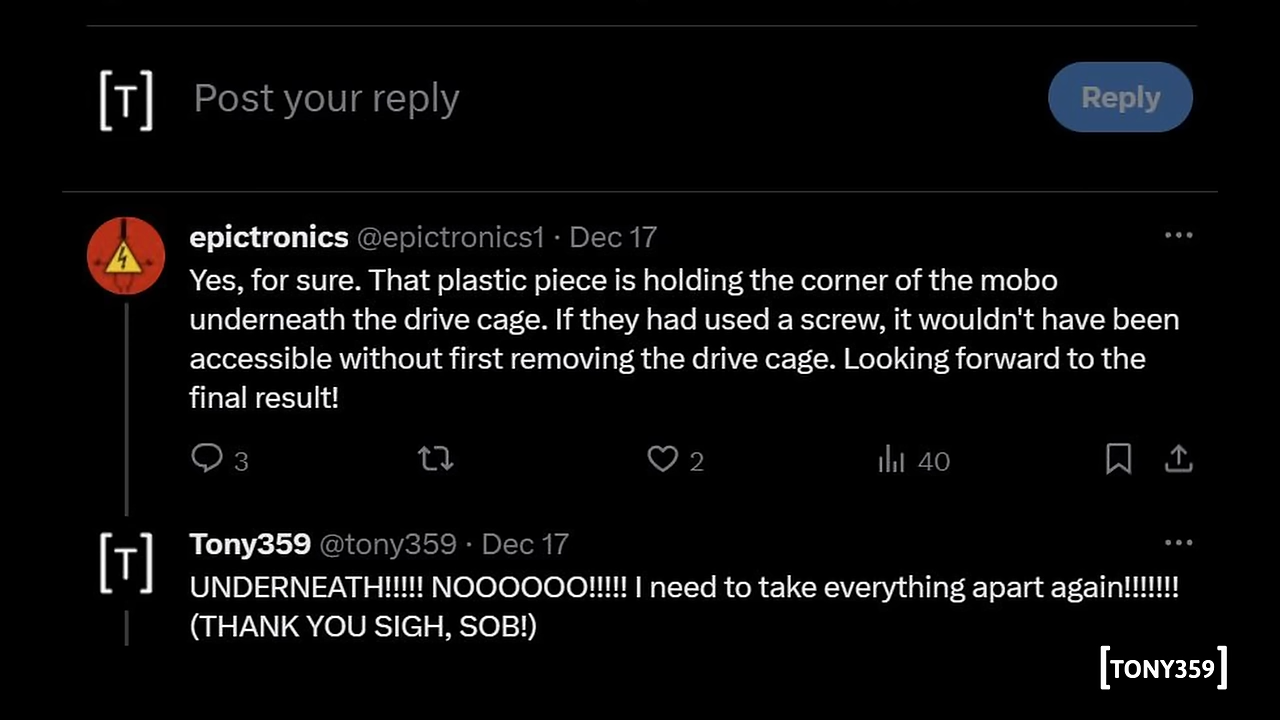 [T] Post your reply Reply
epictronics @epictronics1 · Dec 17
Yes, for sure. That plastic piece is holding the corner of the mobo
underneath the drive cage. If they had used a screw, it wouldn't have been
accessible without first removing the drive cage. Looking forward to the
final result!
3 2 40
[T] Tony359 @tony359 · Dec 17
UNDERNEATH!!!!! NOOOOOO!!!!! I need to take everything apart again!!!!!!!
(THANK YOU SIGH, SOB!)
[TONY359]